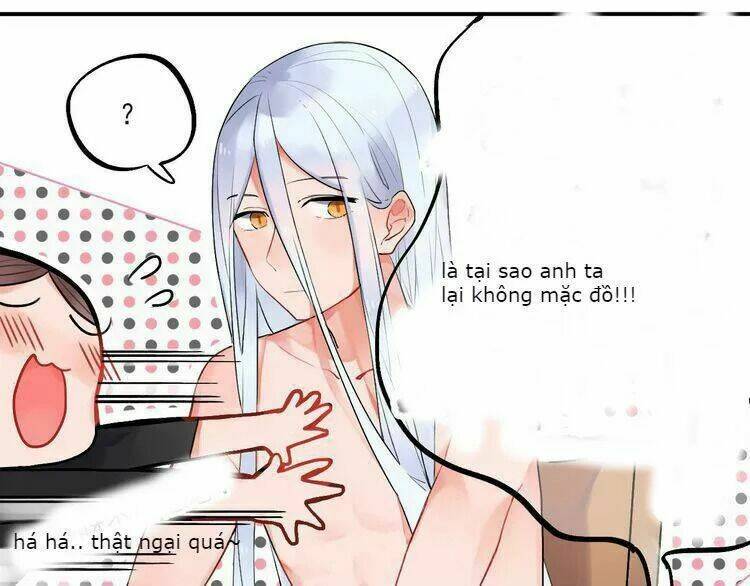 ?
là tại sao anh ta
lại không mặc đồ!!!
há há.. thật ngại quá~